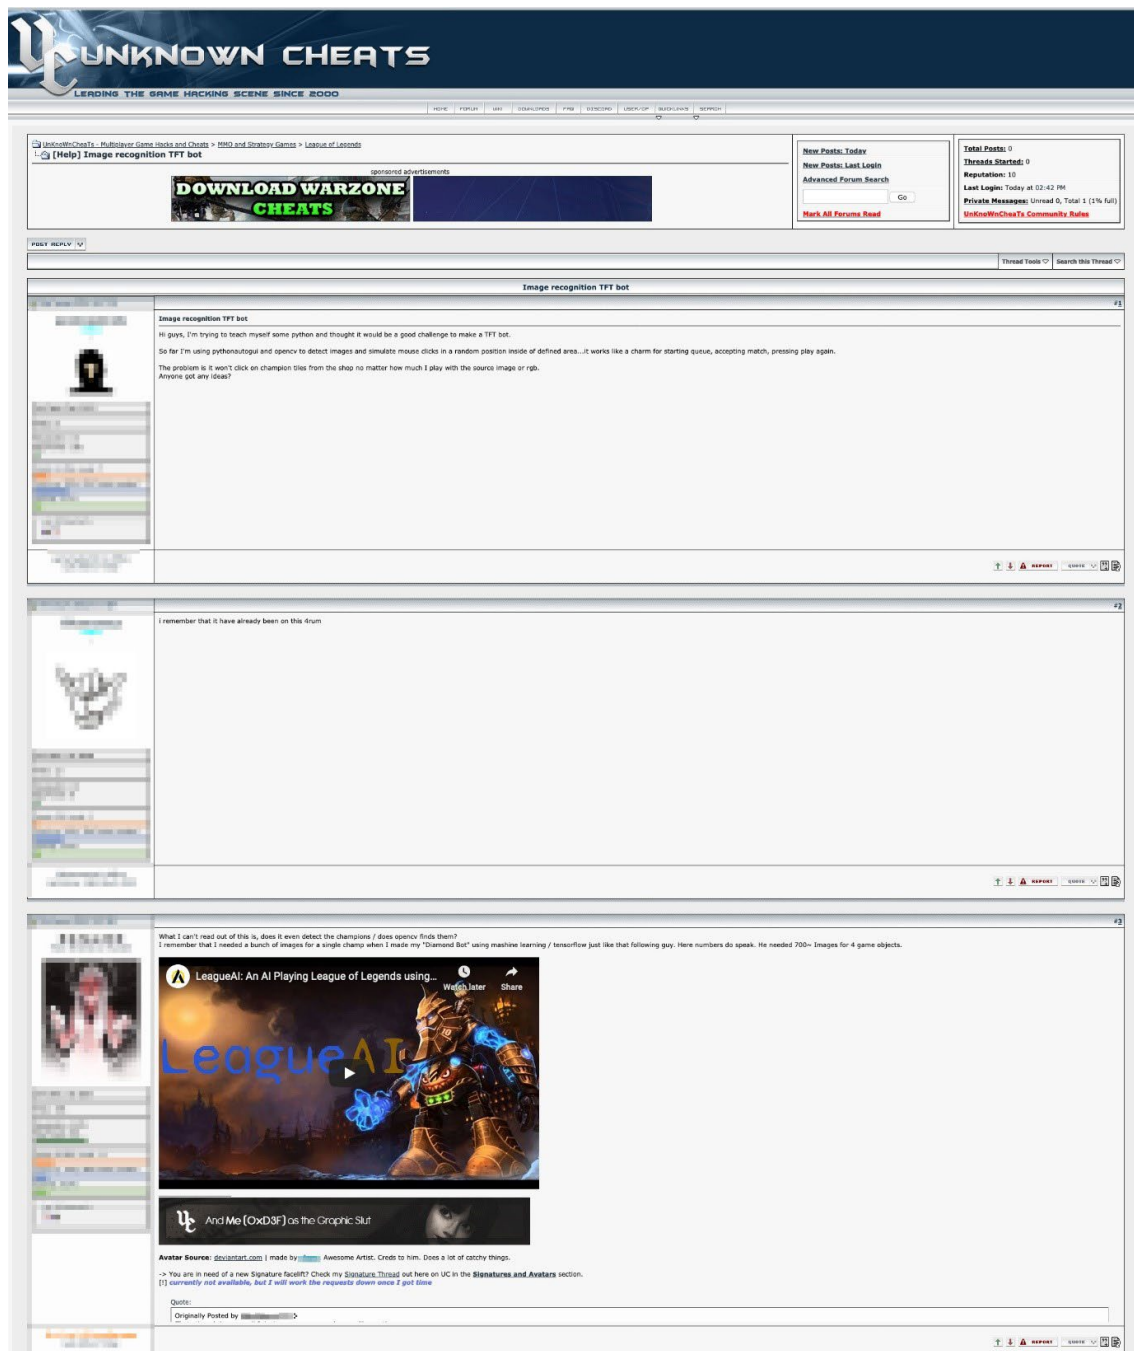 UNKNOWN CHEATS
LEADING THE GAME HACKING SCENE SINCE 2000
HOME FORUM WIKI DOWNLOADS FAQ DISCORD USER/CP QUICKLINKS SEARCH
UnKnoWnCheaTs - Multiplayer Game Hacks and Cheats > MMO and Strategy Games > League of Legends
[Help] Image recognition TFT bot
sponsored advertisements
DOWNLOAD WARZONE
CHEATS
New Posts: Today
New Posts: Last Login
Advanced Forum Search
Go
Mark All Forums Read
Total Posts: 0
Threads Started: 0
Reputation: 10
Last Login: Today at 02:42 PM
Private Messages: Unread 0, Total 1 (1% full)
UnKnoWnCheaTs Community Rules
POST REPLY
Thread Tools Search this Thread
Image recognition TFT bot
#1
Image recognition TFT bot
Hi guys, I'm trying to teach myself some python and thought it would be a good challenge to make a TFT bot.
So far I'm using pythonautogui and opencv to detect images and simulate mouse clicks in a random position inside of defined area...it works like a charm for starting queue, accepting match, pressing play again.
The problem is it won't click on champion tiles from the shop no matter how much I play with the source image or rgb.
Anyone got any ideas?
REPORT QUOTE
#2
i remember that it have already been on this 4rum
REPORT QUOTE
#3
What I can't read out of this is, does it even detect the champions / does opencv finds them?
I remember that I needed a bunch of images for a single champ when I made my "Diamond Bot" using mashine learning / tensorflow just like that following guy. Here numbers do speak. He needed 700~ Images for 4 game objects.
LeagueAI: An AI Playing League of Legends using...
Watch later Share
LeagueAI
And Me [OxD3F] as the Graphic Slut
Avatar Source: deviantart.com | made by Awesome Artist. Creds to him. Does a lot of catchy things.
-> You are in need of a new Signature facelift? Check my Signature Thread out here on UC in the Signatures and Avatars section.
[!] currently not available, but I will work the requests down once I got time
Quote:
Originally Posted by
REPORT QUOTE